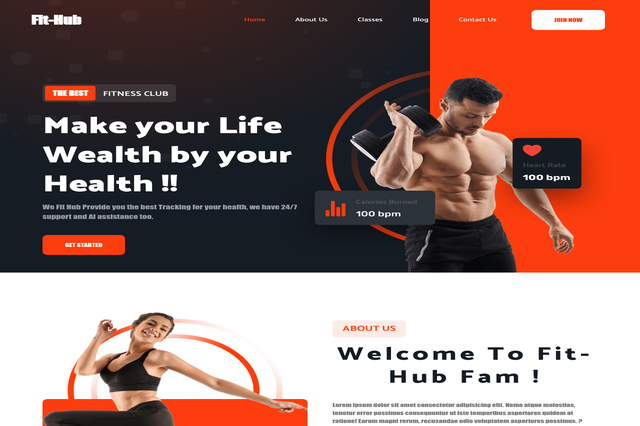 Fit-Hub
Home About Us Classes Blog Contact Us JOIN NOW
THE BEST FITNESS CLUB
Make your Life
Wealth by your
Health !!
We Fit Hub Provide you the best Tracking for your health, we have 24/7
support and AI assistance too.
GET STARTED
Heart Rate
100 bpm
Calories Burned
100 bpm
ABOUT US
Welcome To Fit-
Hub Fam !
Lorem ipsum dolor sit amet consectetur adipisicing elit. Nemo atque molestias,
tenetur error possimus consequuntur ut iste temporibus asperiores quidem at
ratione! Earum magni rerum, recusandae odio voluptatem asperiores possimus. ?